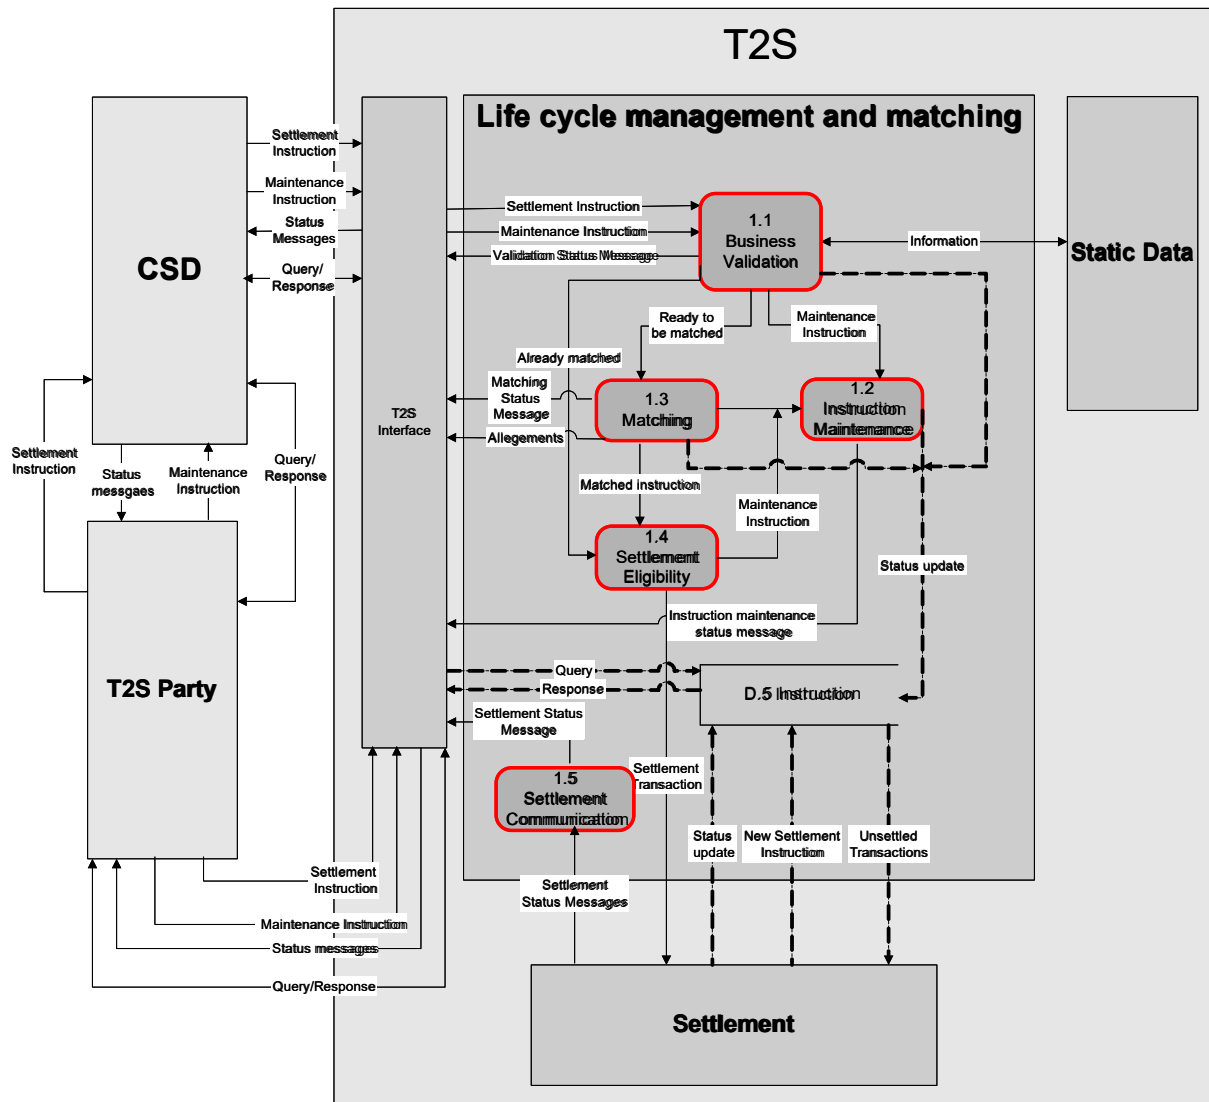 T2S
Life cycle management and matching
CSD
Settlement
Instruction
Maintenance
Instruction
Status
Messages
Query/
Response
T2S
Interface
Settlement Instruction
Maintenance Instruction
Validation Status Message
1.1
Business
Validation
Information
Static Data
Ready to
be matched
Maintenance
Instruction
Already matched
Matching
Status
Message
Allegements
1.3
Matching
1.2
Instruction
Maintenance
Settlement
Instruction
Status
messgaes
Maintenance
Instruction
Query/
Response
Matched instruction
Maintenance
Instruction
1.4
Settlement
Eligibility
Status update
Instruction maintenance
status message
T2S Party
Query
Response
D.5 Instruction
Settlement Status
Message
1.5
Settlement
Communication
Settlement
Transaction
Status
update
New Settlement
Instruction
Unsettled
Transactions
Settlement
Instruction
Settlement
Status Messages
Maintenance Instruction
Status messages
Query/Response
Settlement